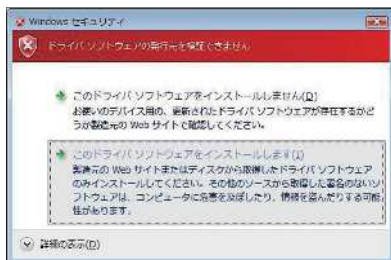 Windows セキュリティ
ドライバ ソフトウェアの発行元を検証できません
このドライバ ソフトウェアをインストールしません(D)
お使いのデバイス用の、更新されたドライバ ソフトウェアが存在するかど
うか製造元の Web サイトで確認してください。
このドライバ ソフトウェアをインストールします(I)
製造元の Web サイトまたはディスクから取得したドライバ ソフトウェア
のみインストールしてください。その他のソースから取得した署名のないソ
フトウェアは、コンピュータに危害を及ぼしたり、情報を盗んだりする可能
性があります。
詳細の表示(D)